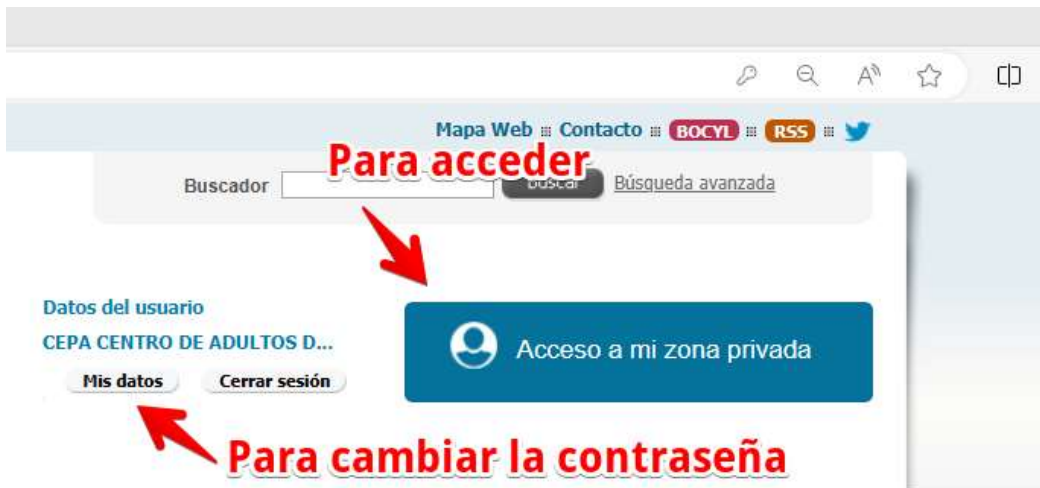 Mapa Web Contacto BOCYL RSS
Para acceder
Buscador Buscar Búsqueda avanzada
Datos del usuario
CEPA CENTRO DE ADULTOS D...
Acceso a mi zona privada
Mis datos Cerrar sesión
Para cambiar la contraseña